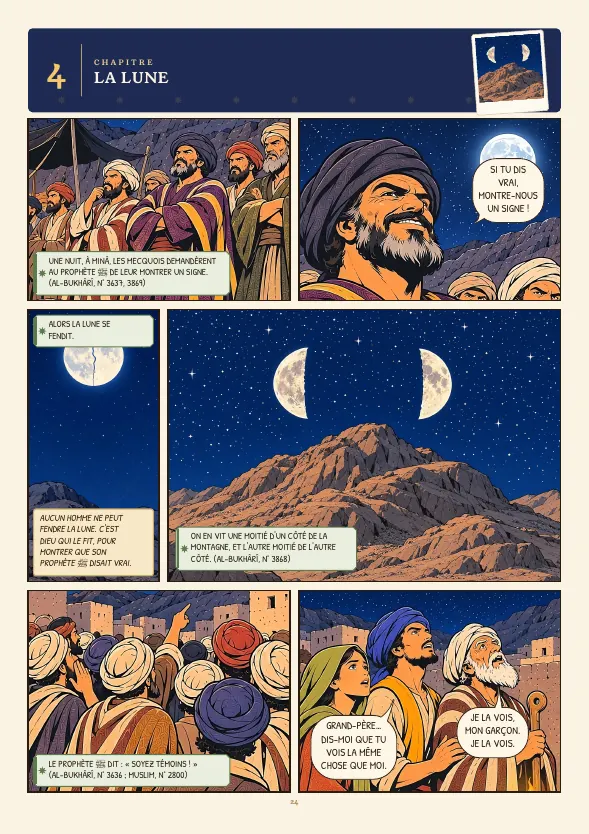 4
CHAPITRE
LA LUNE
SI TU DIS
VRAI,
MONTRE-NOUS
UN SIGNE !
UNE NUIT, À MINÂ, LES MECQUOIS DEMANDÈRENT
AU PROPHÈTE ﷺ DE LEUR MONTRER UN SIGNE.
(AL-BUKHÂRÎ, N° 3637, 3869)
ALORS LA LUNE SE
FENDIT.
AUCUN HOMME NE PEUT
FENDRE LA LUNE. C'EST
DIEU QUI LE FIT, POUR
MONTRER QUE SON
PROPHÈTE ﷺ DISAIT VRAI.
ON EN VIT UNE MOITIÉ D'UN CÔTÉ DE LA
MONTAGNE, ET L'AUTRE MOITIÉ DE L'AUTRE
CÔTÉ. (AL-BUKHÂRÎ, N° 3868)
LE PROPHÈTE ﷺ DIT : « SOYEZ TÉMOINS ! »
(AL-BUKHÂRÎ, N° 3636 ; MUSLIM, N° 2800)
GRAND-PÈRE...
DIS-MOI QUE TU
VOIS LA MÊME
CHOSE QUE MOI.
JE LA VOIS,
MON GARÇON.
JE LA VOIS.
24